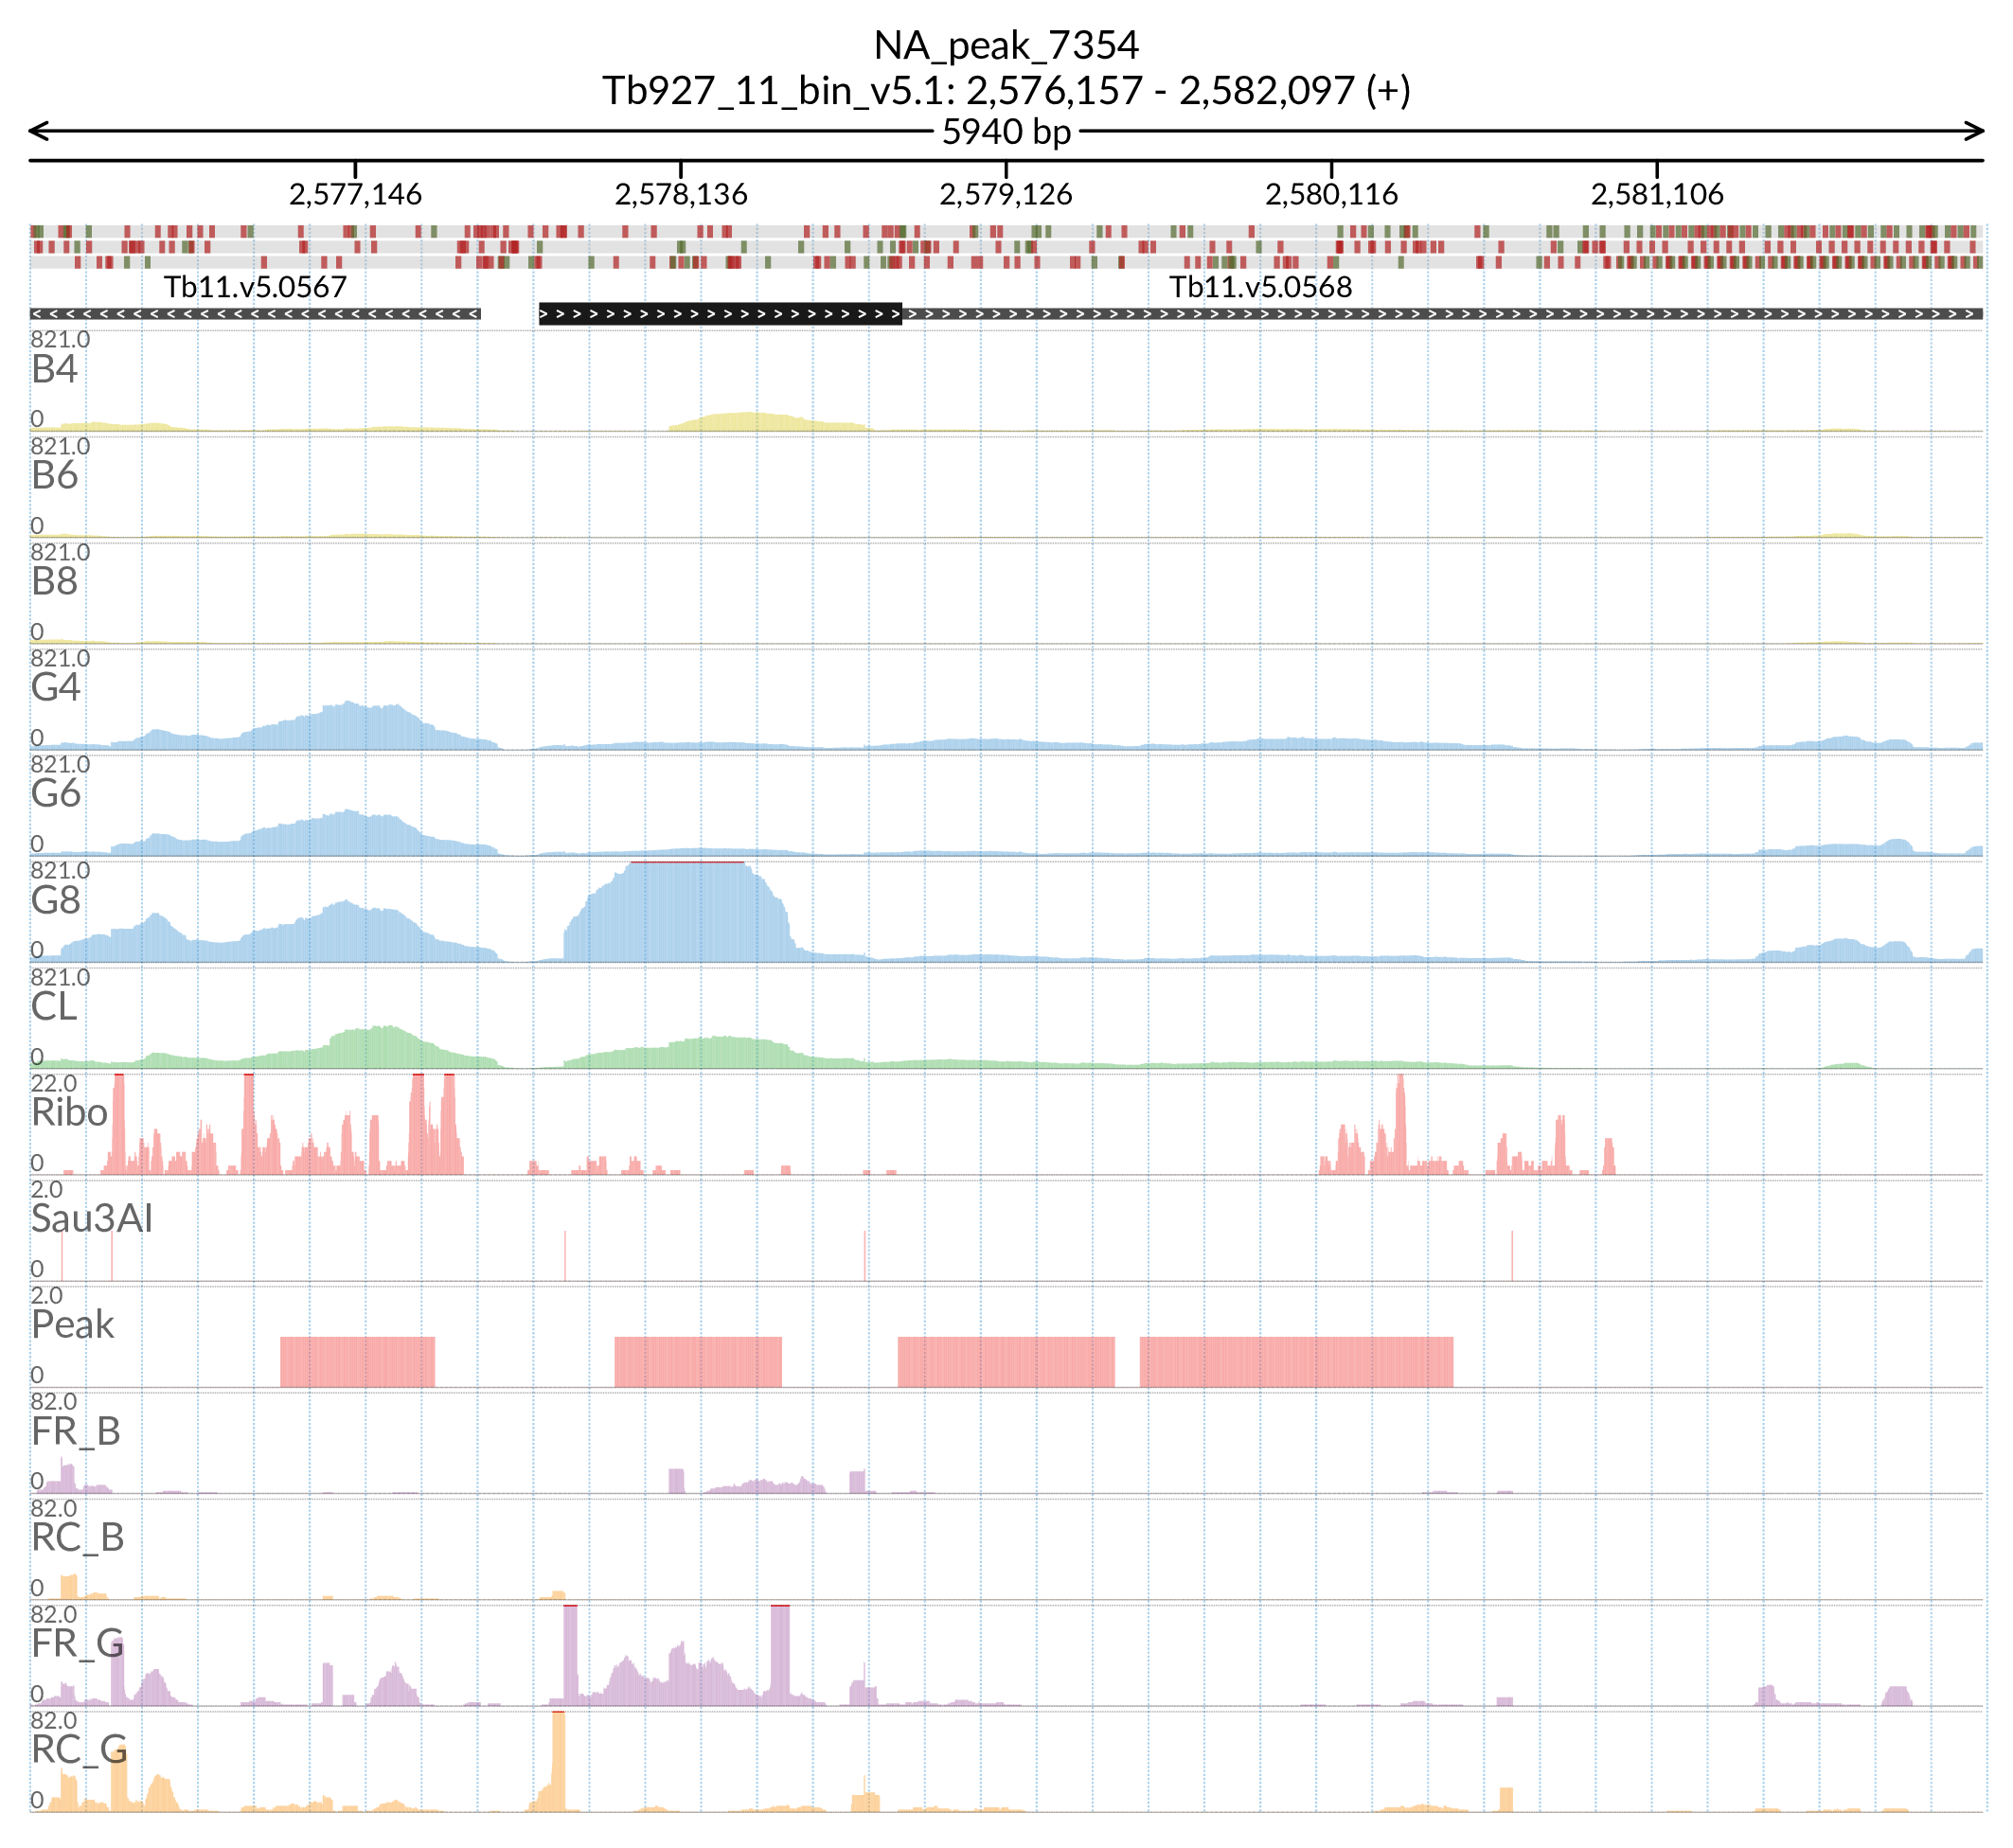 NA_peak_7354
Tb927_11_bin_v5.1: 2,576,157 - 2,582,097 (+)
5940 bp
2,577,146 2,578,136 2,579,126 2,580,116 2,581,106
Tb11.v5.0567 Tb11.v5.0568
821.0
B4
0
821.0
B6
0
821.0
B8
0
821.0
G4
0
821.0
G6
0
821.0
G8
0
821.0
CL
0
22.0
Ribo
0
2.0
Sau3AI
0
2.0
Peak
0
82.0
FR_B
0
82.0
RC_B
0
82.0
FR_G
0
82.0
RC_G
0